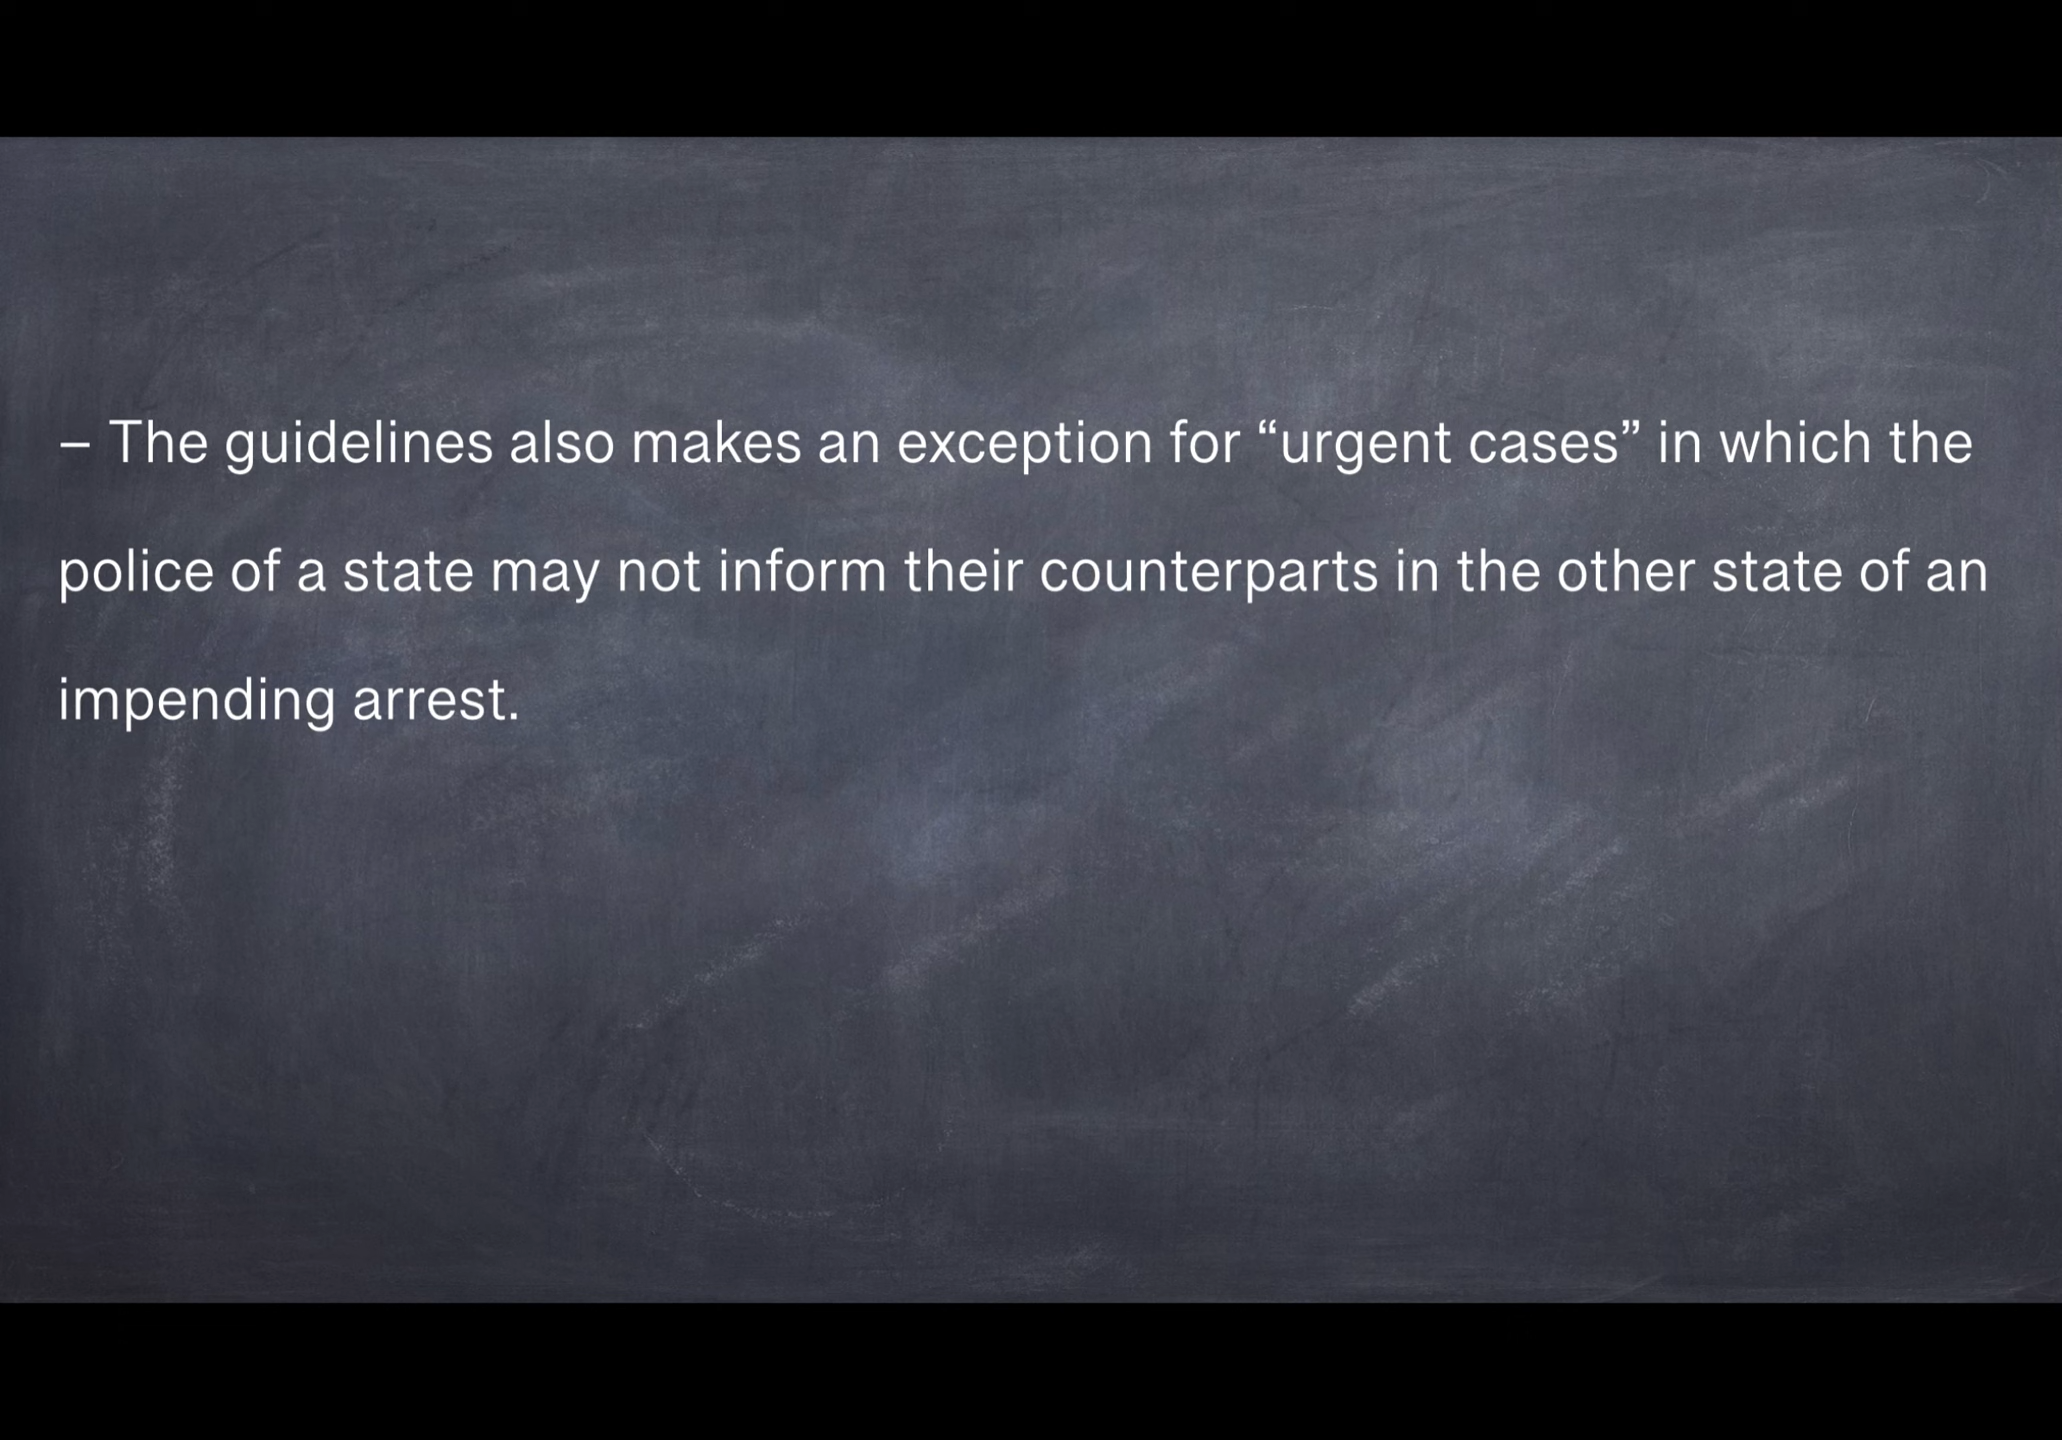 – The guidelines also makes an exception for “urgent cases” in which the
police of a state may not inform their counterparts in the other state of an
impending arrest.